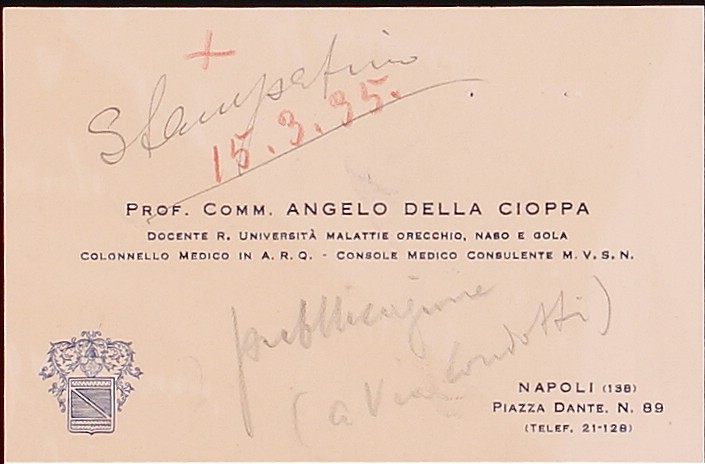 +
Stampatino
15.3.35.
PROF. COMM. ANGELO DELLA CIOPPA
DOCENTE R. UNIVERSITÀ MALATTIE ORECCHIO, NASO E GOLA
COLONNELLO MEDICO IN A. R. Q. - CONSOLE MEDICO CONSULENTE M. V. S. N.
pubblicazione
(a Via Condotti)
NAPOLI (138)
PIAZZA DANTE, N. 89
(TELEF. 21-128)